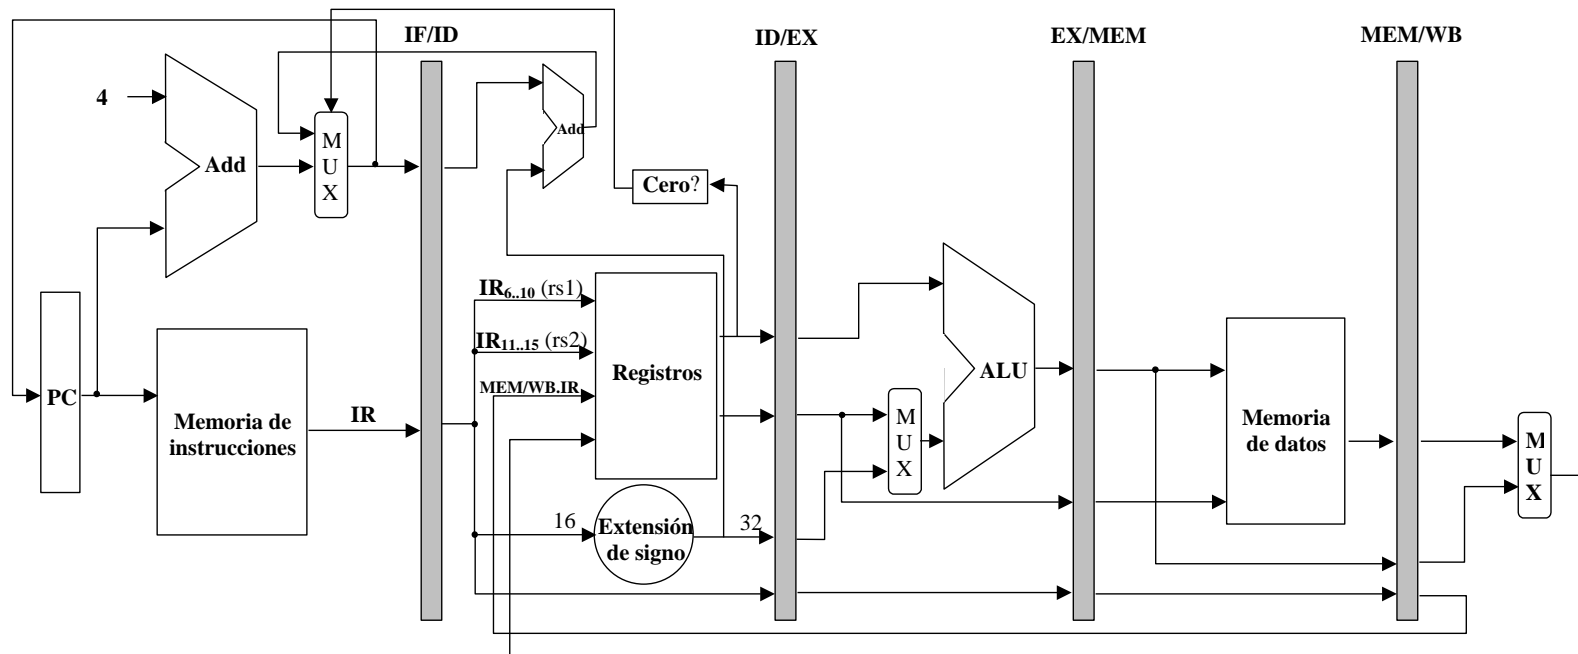 IF/ID
ID/EX
EX/MEM
MEM/WB
4
Add
M
U
X
Add
Cero?
IR6..10 (rs1)
IR11..15 (rs2)
MEM/WB.IR
Registros
PC
Memoria de
instrucciones
IR
16
Extensión
de signo
32
M
U
X
ALU
Memoria
de datos
M
U
X